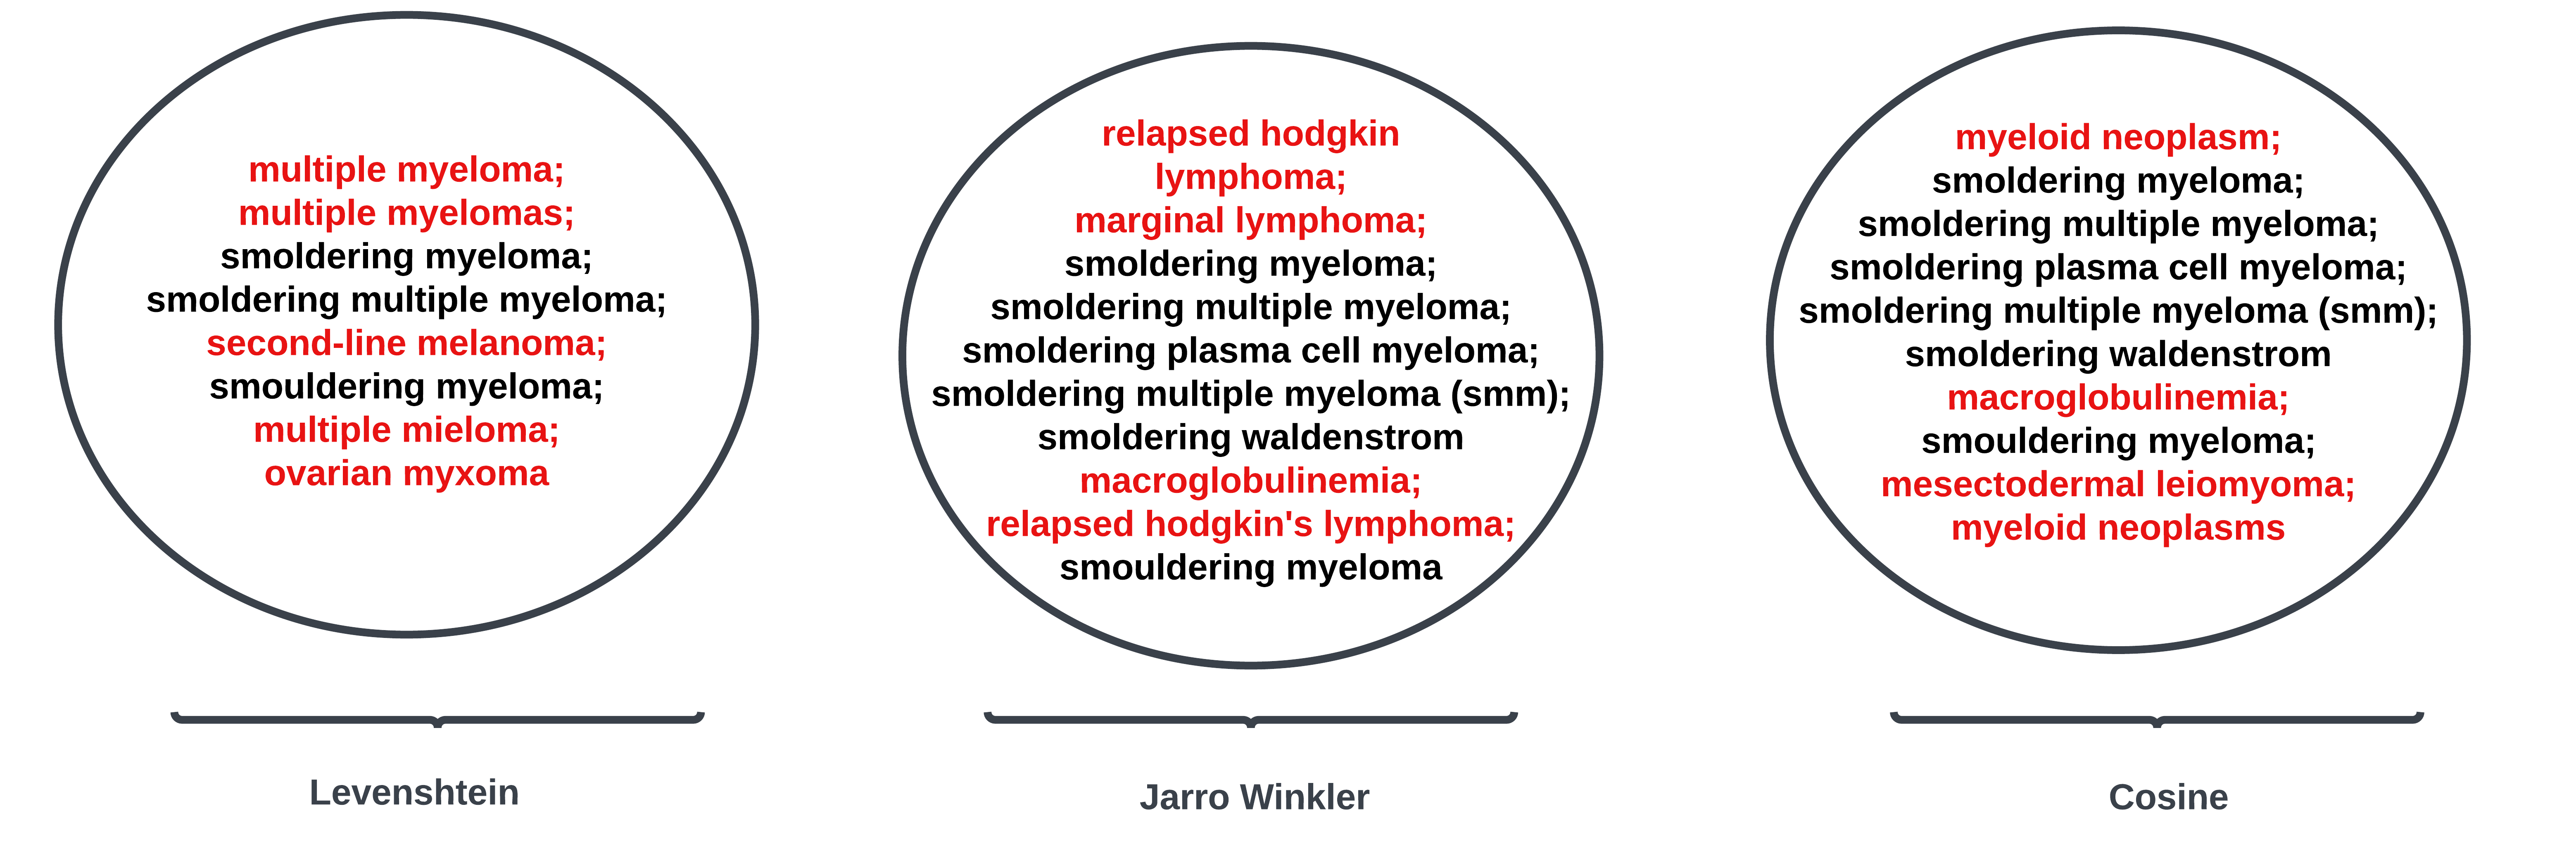 multiple myeloma;
multiple myelomas;
smoldering myeloma;
smoldering multiple myeloma;
second-line melanoma;
smouldering myeloma;
multiple mieloma;
ovarian myxoma
Levenshtein
relapsed hodgkin
lymphoma;
marginal lymphoma;
smoldering myeloma;
smoldering multiple myeloma;
smoldering plasma cell myeloma;
smoldering multiple myeloma (smm);
smoldering waldenstrom
macroglobulinemia;
relapsed hodgkin's lymphoma;
smouldering myeloma
Jarro Winkler
myeloid neoplasm;
smoldering myeloma;
smoldering multiple myeloma;
smoldering plasma cell myeloma;
smoldering multiple myeloma (smm);
smoldering waldenstrom
macroglobulinemia;
smouldering myeloma;
mesectodermal leiomyoma;
myeloid neoplasms
Cosine